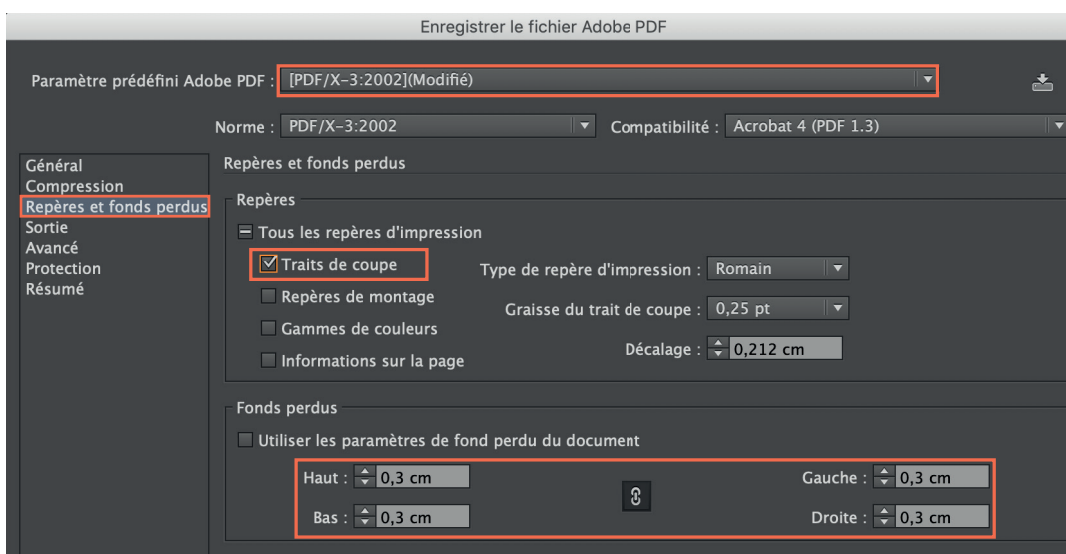 Enregistrer le fichier Adobe PDF
Paramètre prédéfini Adobe PDF : [PDF/X-3:2002](Modifié)
Norme : PDF/X-3:2002 Compatibilité : Acrobat 4 (PDF 1.3)
Général
Compression
Repères et fonds perdus
Sortie
Avancé
Protection
Résumé
Repères et fonds perdus
Repères
Tous les repères d'impression
Traits de coupe
Repères de montage
Gammes de couleurs
Informations sur la page
Type de repère d'impression : Romain
Graisse du trait de coupe : 0,25 pt
Décalage : 0,212 cm
Fonds perdus
Utiliser les paramètres de fond perdu du document
Haut : 0,3 cm Gauche : 0,3 cm
Bas : 0,3 cm Droite : 0,3 cm